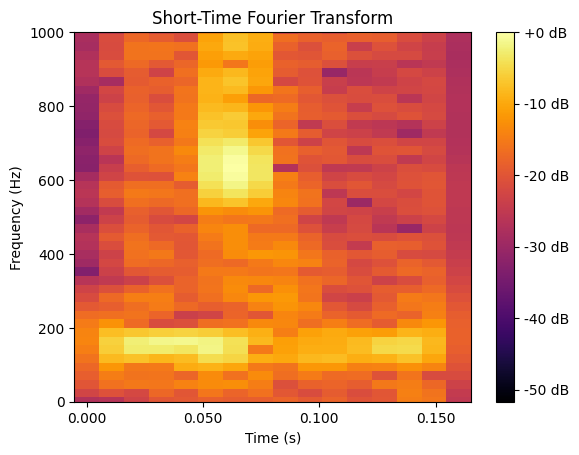 Short-Time Fourier Transform
1000
800
600
400
200
0
Frequency (Hz)
0.000
0.050
0.100
0.150
Time (s)
+0 dB
-10 dB
-20 dB
-30 dB
-40 dB
-50 dB